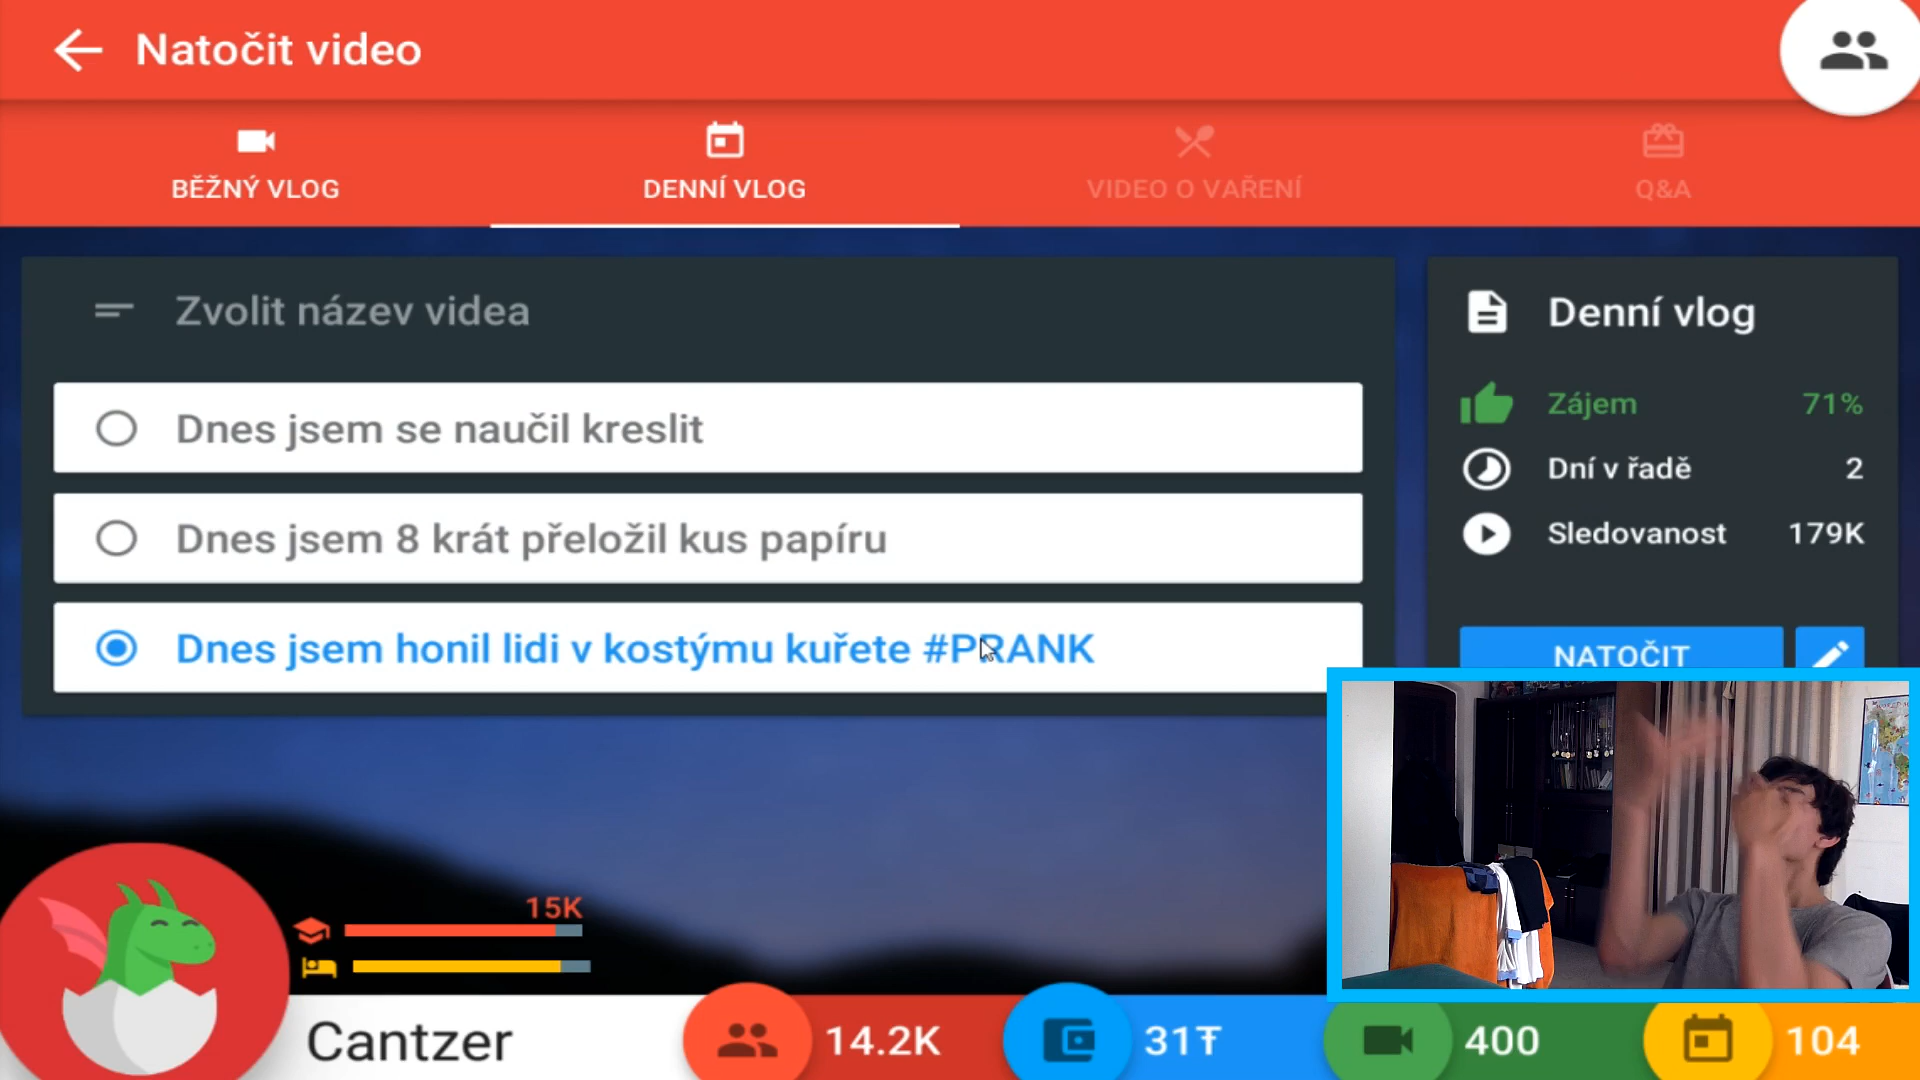 Natočit video
BĚŽNÝ VLOG
DENNÍ VLOG
VIDEO O VAŘENÍ
Q&A
Zvolit název videa
Dnes jsem se naučil kreslit
Dnes jsem 8 krát přeložil kus papíru
Dnes jsem honil lidi v kostýmu kuřete #PRANK
Denní vlog
Zájem 71%
Dní v řadě 2
Sledovanost 179K
NATOČIT
15K
Cantzer
14.2K
31Ŧ
400
104